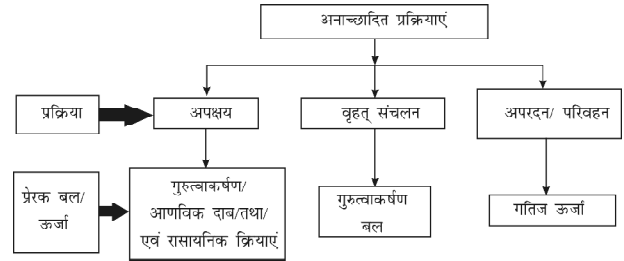 अनाच्छादित प्रक्रियाएं
प्रक्रिया
अपक्षय
वृहत् संचलन
अपरदन/ परिवहन
प्रेरक बल/
ऊर्जा
गुरुत्वाकर्षण/
आणविक दाब/तथा/
एवं रासायनिक क्रियाएं
गुरुत्वाकर्षण
बल
गतिज ऊर्जा